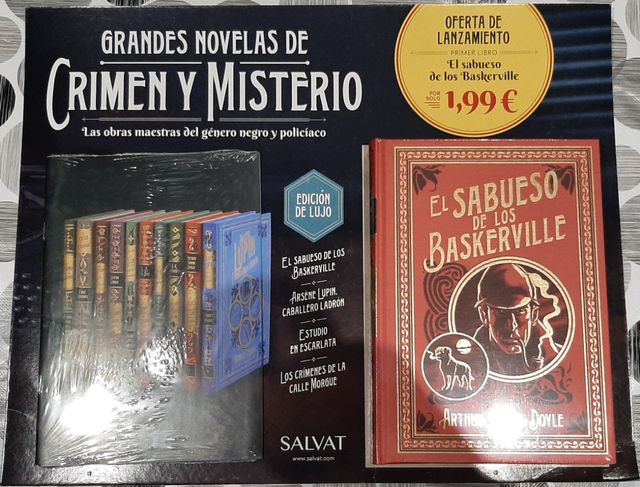 GRANDES NOVELAS DE
CRIMEN Y MISTERIO
Las obras maestras del género negro y policíaco
OFERTA DE
LANZAMIENTO
PRIMER LIBRO
El sabueso
de los Baskerville
POR SOLO 1,99 €
EDICIÓN
DE LUJO
EL SABUESO DE LOS
BASKERVILLE
ARSÈNE LUPIN,
CABALLERO LADRÓN
ESTUDIO
EN ESCARLATA
LOS CRÍMENES DE LA
CALLE MORGUE
SALVAT
www.salvat.com
LUPIN
EL SABUESO
DE LOS
BASKERVILLE
ARTHUR DOYLE